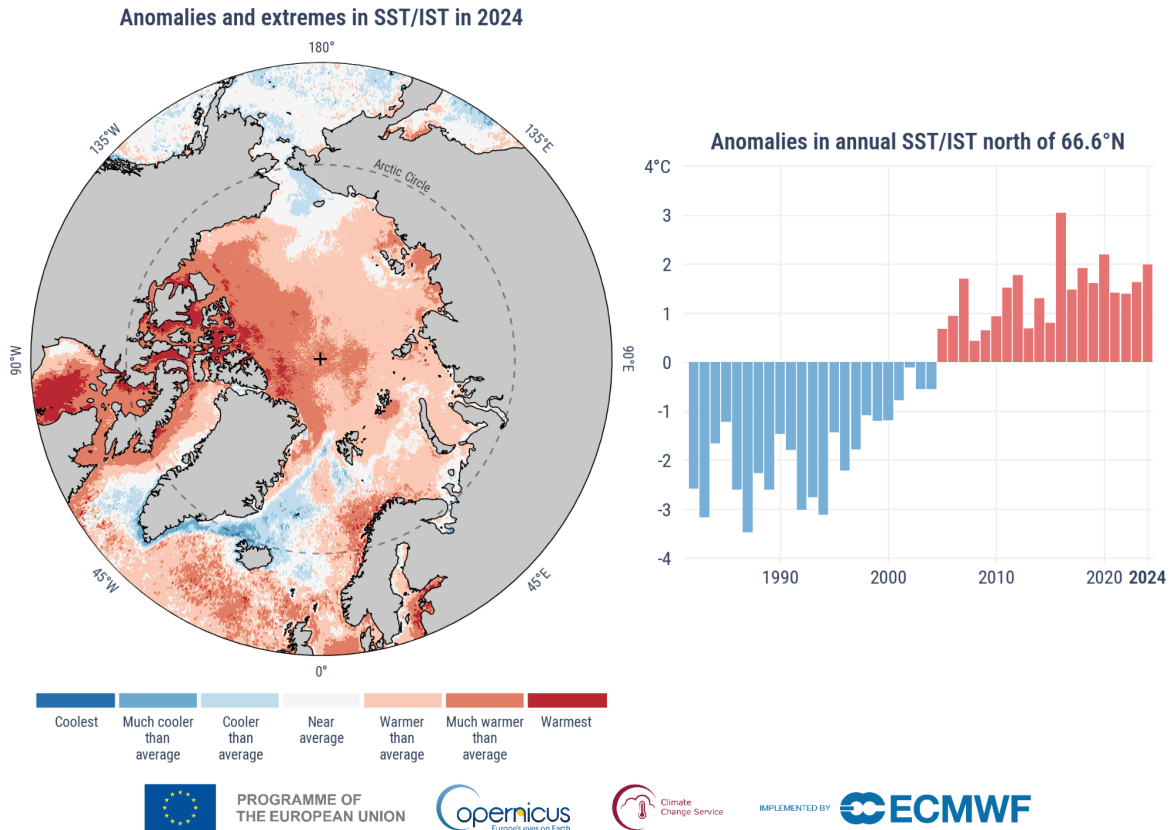 Anomalies and extremes in SST/IST in 2024
180°
135°W
135°E
Arctic Circle
90°W
90°E
45°W
45°E
0°
Coolest
Much cooler
than
average
Cooler
than
average
Near
average
Warmer
than
average
Much warmer
than
average
Warmest
Anomalies in annual SST/IST north of 66.6°N
4°C
3
2
1
0
-1
-2
-3
-4
1990
2000
2010
2020
2024
PROGRAMME OF
THE EUROPEAN UNION
opernicus
Europe's eyes on Earth
Climate
Change Service
IMPLEMENTED BY
ECMWF